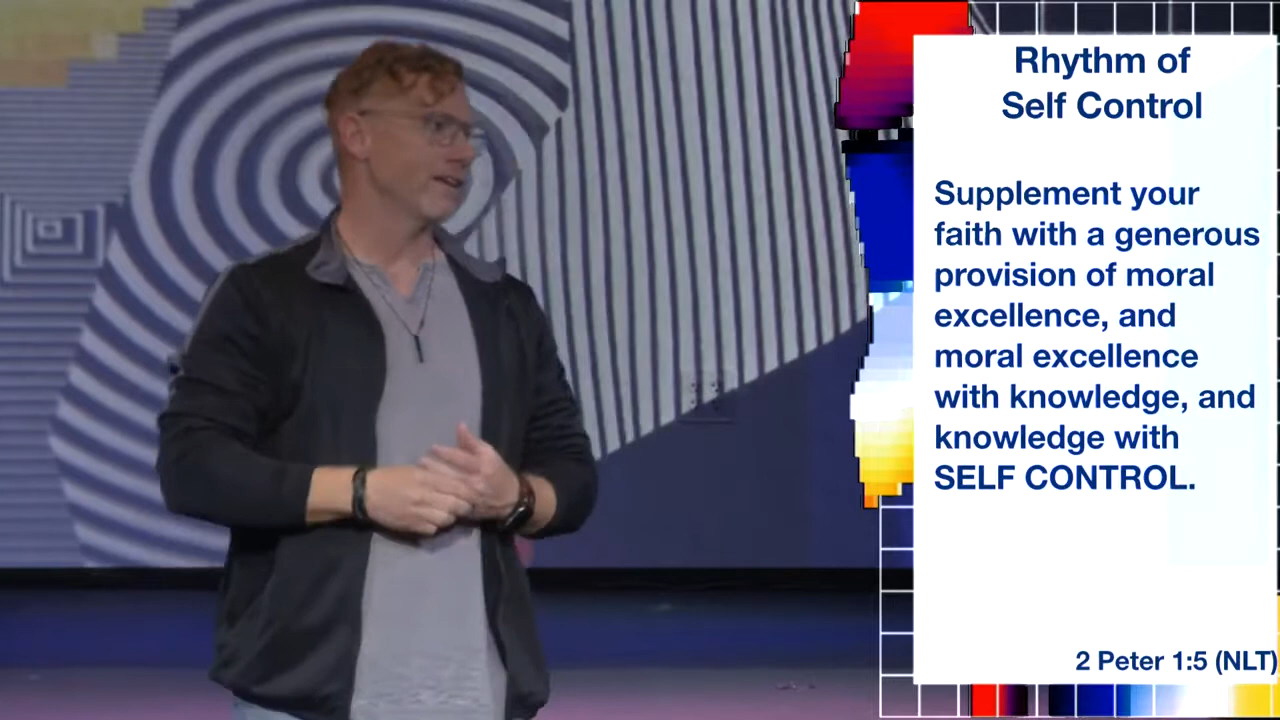 Rhythm of
Self Control
Supplement your
faith with a generous
provision of moral
excellence, and
moral excellence
with knowledge, and
knowledge with
SELF CONTROL.
2 Peter 1:5 (NLT)